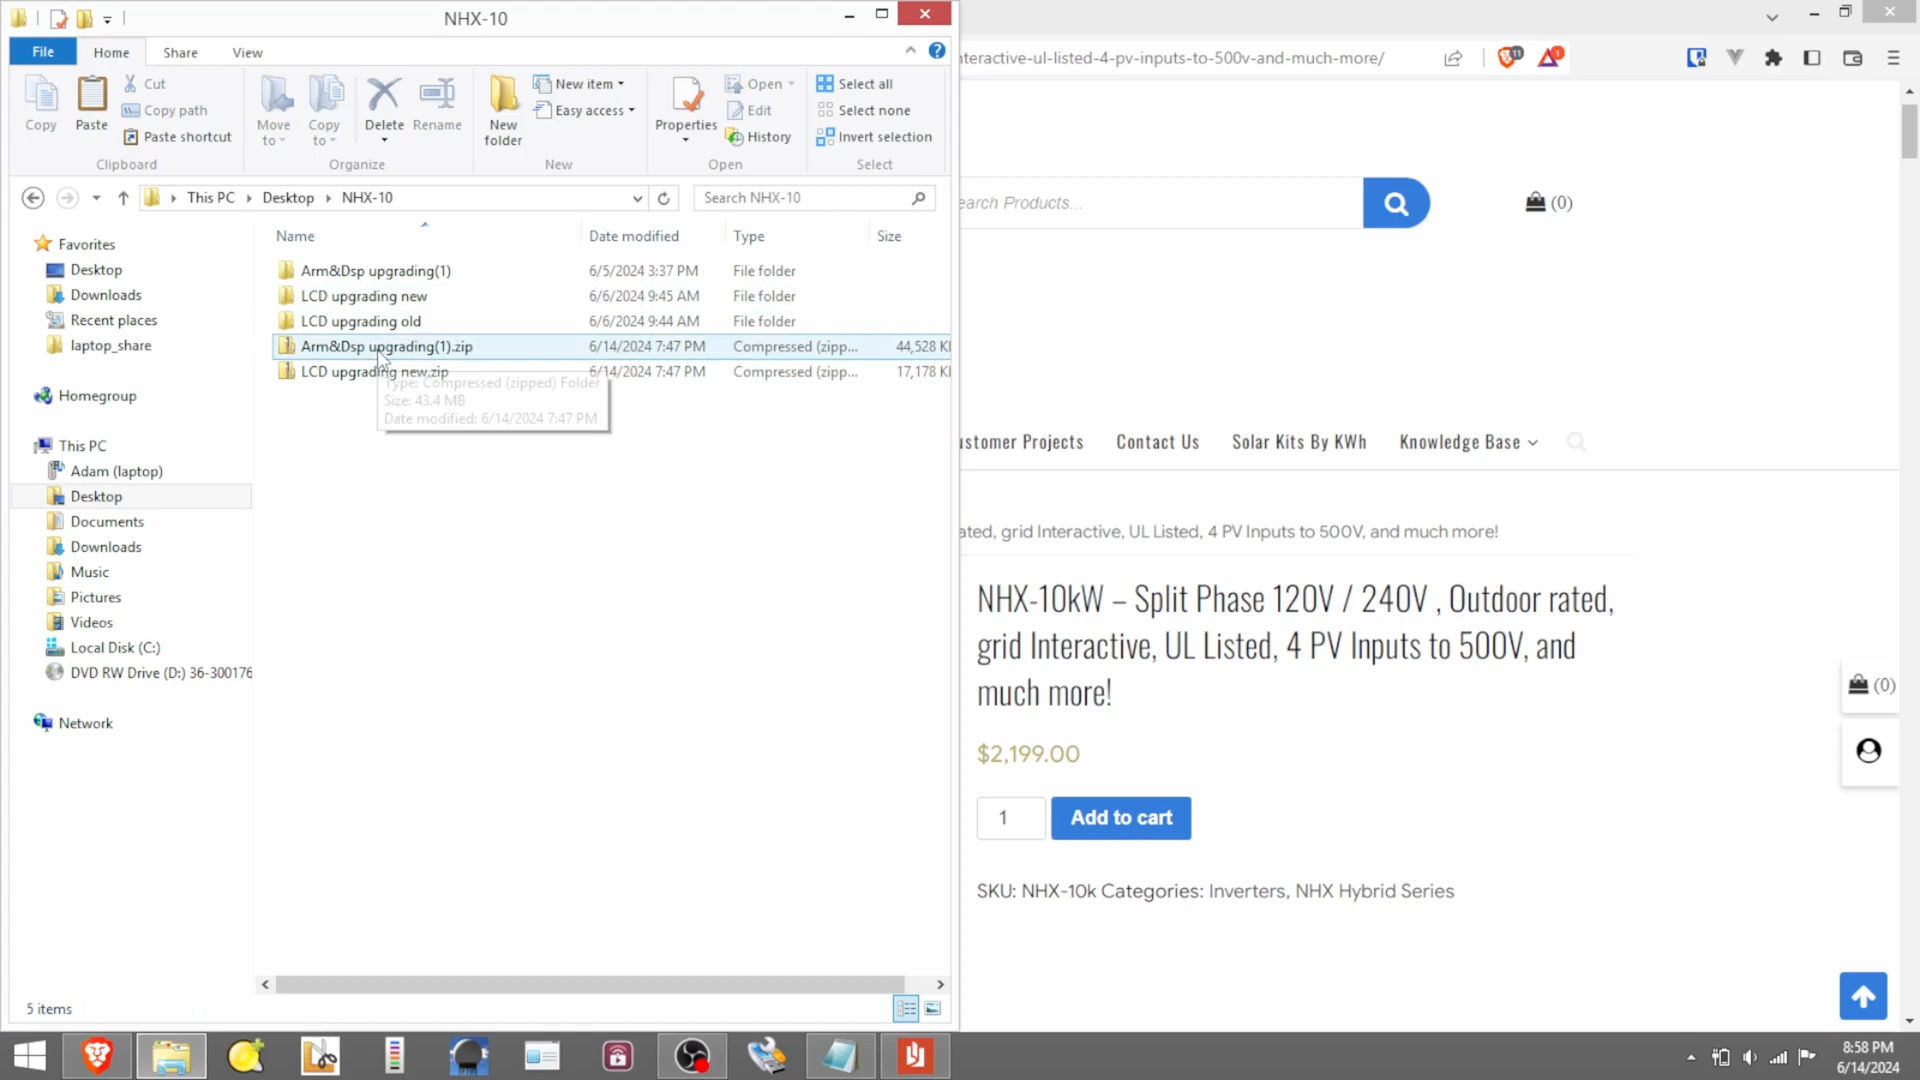 NHX-10
File
Home
Share
View
Copy
Paste
Cut
Copy path
Paste shortcut
Clipboard
Move to
Copy to
Delete
Rename
Organize
New folder
New item
Easy access
New
Properties
Open
Edit
History
Open
Select all
Select none
Invert selection
Select
This PC
Desktop
NHX-10
Search NHX-10
Name
Date modified
Type
Size
Arm&Dsp upgrading(1) 6/5/2024 3:37 PM File folder
LCD upgrading new 6/6/2024 9:45 AM File folder
LCD upgrading old 6/6/2024 9:44 AM File folder
Arm&Dsp upgrading(1).zip 6/14/2024 7:47 PM Compressed (zipp... 44,528 K
LCD upgrading new.zip 6/14/2024 7:47 PM Compressed (zipp... 17,178 K
Type: Compressed (zipped) Folder
Size: 43.4 MB
Date modified: 6/14/2024 7:47 PM
Favorites
Desktop
Downloads
Recent places
laptop_share
Homegroup
This PC
Adam (laptop)
Desktop
Documents
Downloads
Music
Pictures
Videos
Local Disk (C:)
DVD RW Drive (D:) 36-300176
Network
5 items
teractive-ul-listed-4-pv-inputs-to-500v-and-much-more/
11
1
earch Products...
(0)
ustomer Projects
Contact Us
Solar Kits By KWh
Knowledge Base
ated, grid Interactive, UL Listed, 4 PV Inputs to 500V, and much more!
NHX-10kW – Split Phase 120V / 240V , Outdoor rated,
grid Interactive, UL Listed, 4 PV Inputs to 500V, and
much more!
$2,199.00
1
Add to cart
SKU: NHX-10k Categories: Inverters, NHX Hybrid Series
(0)
8:58 PM
6/14/2024